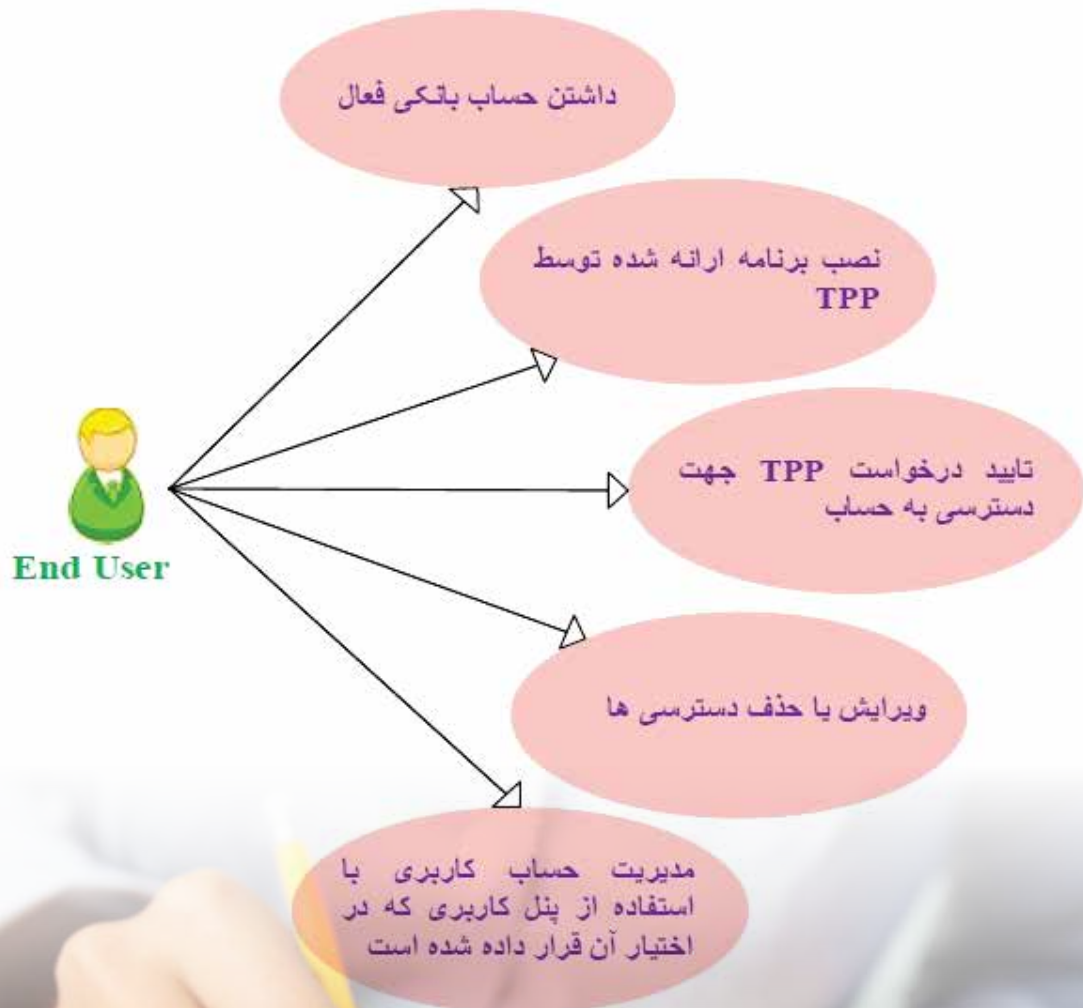 داشتن حساب بانکی فعال
نصب برنامه ارائه شده توسط
TPP
تایید درخواست TPP جهت
دسترسی به حساب
End User
ویرایش یا حذف دسترسی ها
مدیریت حساب کاربری با
استفاده از پنل کاربری که در
اختیار آن قرار داده شده است